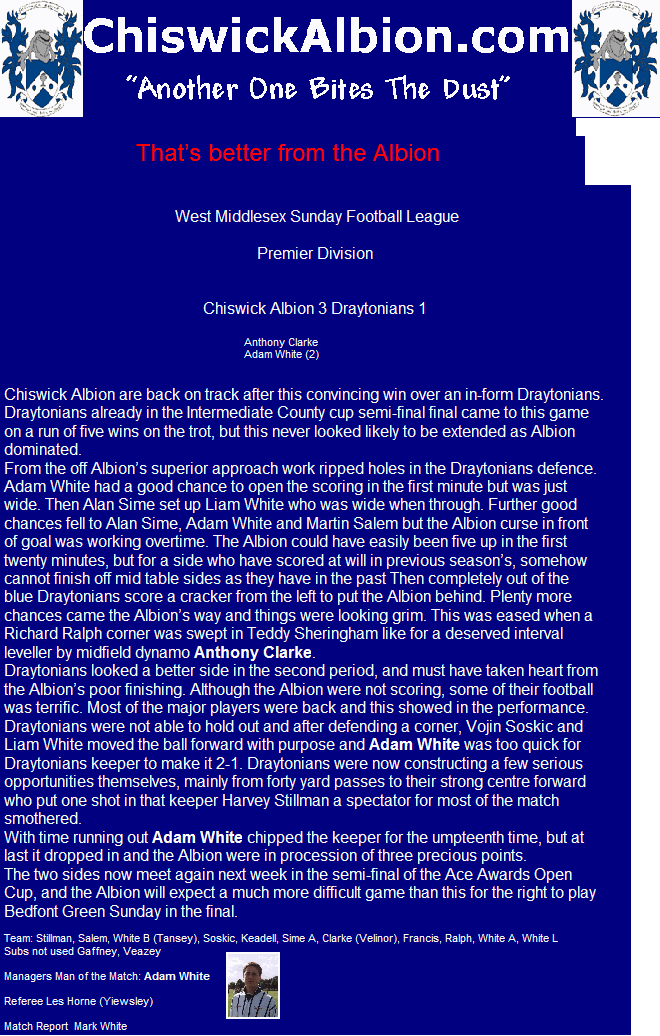 ChiswickAlbion.com
"Another One Bites The Dust"
That's better from the Albion
West Middlesex Sunday Football League
Premier Division
Chiswick Albion 3 Draytonians 1
Anthony Clarke
Adam White (2)
Chiswick Albion are back on track after this convincing win over an in-form Draytonians.
Draytonians already in the Intermediate County cup semi-final final came to this game
on a run of five wins on the trot, but this never looked likely to be extended as Albion
dominated.
From the off Albion's superior approach work ripped holes in the Draytonians defence.
Adam White had a good chance to open the scoring in the first minute but was just
wide. Then Alan Sime set up Liam White who was wide when through. Further good
chances fell to Alan Sime, Adam White and Martin Salem but the Albion curse in front
of goal was working overtime. The Albion could have easily been five up in the first
twenty minutes, but for a side who have scored at will in previous season's, somehow
cannot finish off mid table sides as they have in the past Then completely out of the
blue Draytonians score a cracker from the left to put the Albion behind. Plenty more
chances came the Albion's way and things were looking grim. This was eased when a
Richard Ralph corner was swept in Teddy Sheringham like for a deserved interval
leveller by midfield dynamo Anthony Clarke.
Draytonians looked a better side in the second period, and must have taken heart from
the Albion's poor finishing. Although the Albion were not scoring, some of their football
was terrific. Most of the major players were back and this showed in the performance.
Draytonians were not able to hold out and after defending a corner, Vojin Soskic and
Liam White moved the ball forward with purpose and Adam White was too quick for
Draytonians keeper to make it 2-1. Draytonians were now constructing a few serious
opportunities themselves, mainly from forty yard passes to their strong centre forward
who put one shot in that keeper Harvey Stillman a spectator for most of the match
smothered.
With time running out Adam White chipped the keeper for the umpteenth time, but at
last it dropped in and the Albion were in procession of three precious points.
The two sides now meet again next week in the semi-final of the Ace Awards Open
Cup, and the Albion will expect a much more difficult game than this for the right to play
Bedfont Green Sunday in the final.
Team: Stillman, Salem, White B (Tansey), Soskic, Keadell, Sime A, Clarke (Velinor), Francis, Ralph, White A, White L
Subs not used Gaffney, Veazey
Managers Man of the Match: Adam White
Referee Les Horne (Yiewsley)
Match Report Mark White